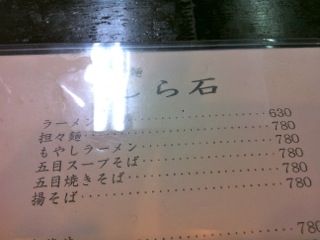 麺
しら石
ラーメン 630
担々麺 780
もやしラーメン 780
五目スープそば 780
五目焼きそば 780
揚そば 780
780